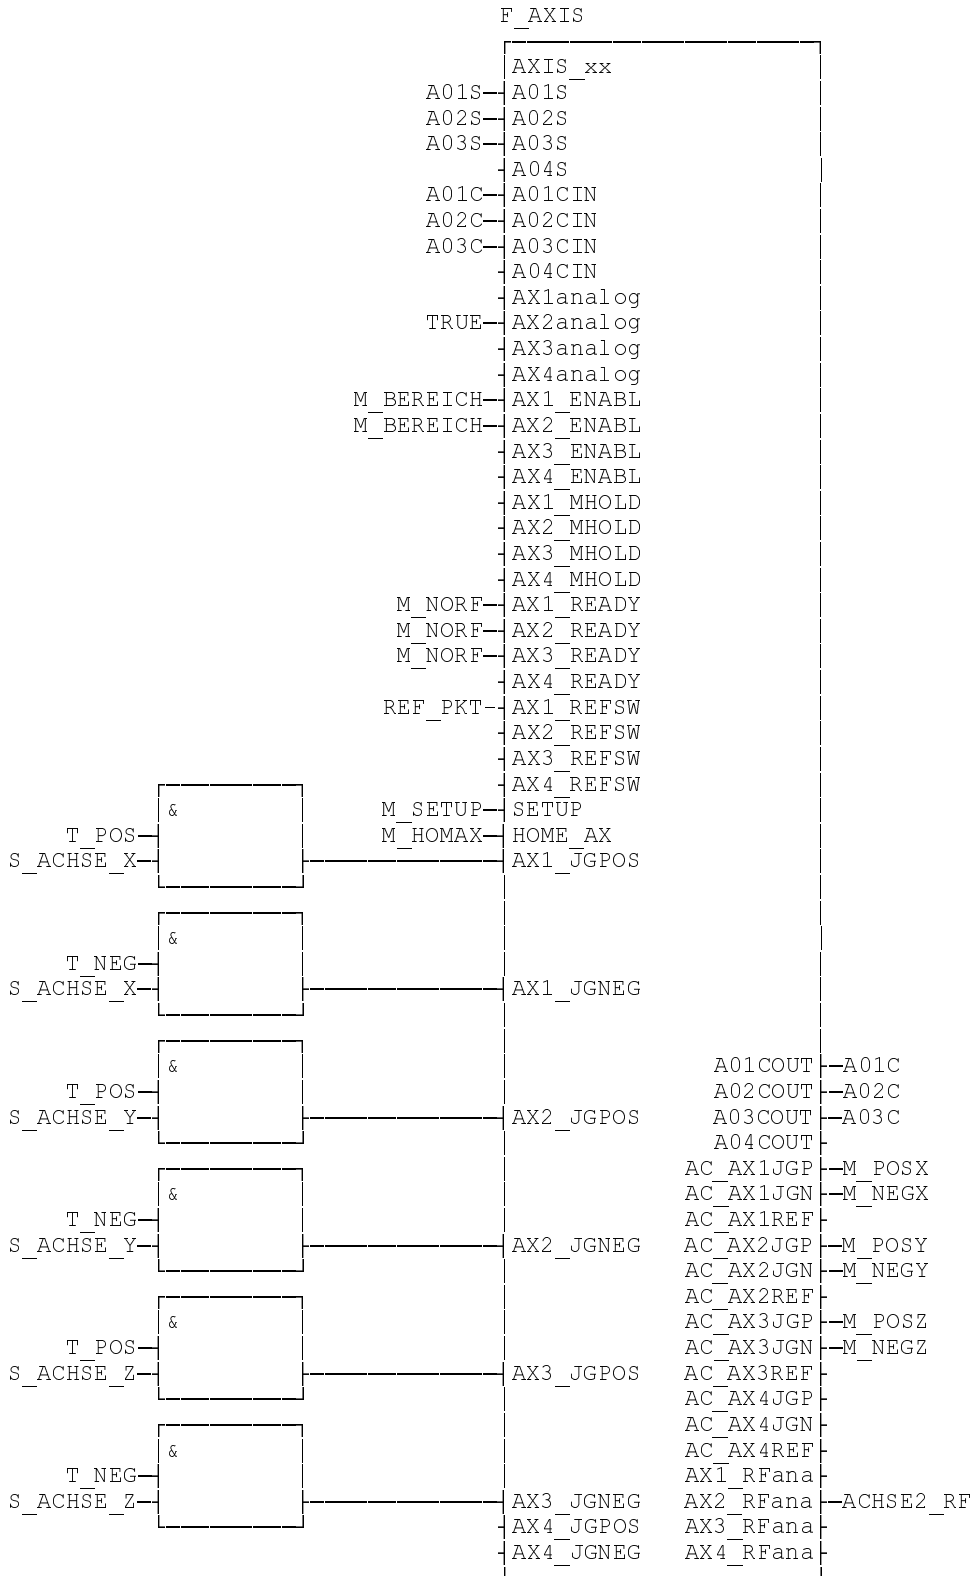 F_AXIS
AXIS_xx
A01S A01S
A02S A02S
A03S A03S
A04S
A01C A01CIN
A02C A02CIN
A03C A03CIN
A04CIN
AX1analog
TRUE AX2analog
AX3analog
AX4analog
M_BEREICH AX1_ENABL
M_BEREICH AX2_ENABL
AX3_ENABL
AX4_ENABL
AX1_MHOLD
AX2_MHOLD
AX3_MHOLD
AX4_MHOLD
M_NORF AX1_READY
M_NORF AX2_READY
M_NORF AX3_READY
AX4_READY
REF_PKT AX1_REFSW
AX2_REFSW
AX3_REFSW
AX4_REFSW
& M_SETUP SETUP
T_POS M_HOMAX HOME_AX
S_ACHSE_X AX1_JGPOS
&
T_NEG
S_ACHSE_X AX1_JGNEG
& A01COUT A01C
T_POS A02COUT A02C
S_ACHSE_Y AX2_JGPOS A03COUT A03C
A04COUT
AC_AX1JGP M_POSX
& AC_AX1JGN M_NEGX
T_NEG AC_AX1REF
S_ACHSE_Y AX2_JGNEG AC_AX2JGP M_POSY
AC_AX2JGN M_NEGY
AC_AX2REF
& AC_AX3JGP M_POSZ
T_POS AC_AX3JGN M_NEGZ
S_ACHSE_Z AX3_JGPOS AC_AX3REF
AC_AX4JGP
AC_AX4JGN
& AC_AX4REF
T_NEG AX1_RFana
S_ACHSE_Z AX3_JGNEG AX2_RFana ACHSE2_RF
AX4_JGPOS AX3_RFana
AX4_JGNEG AX4_RFana